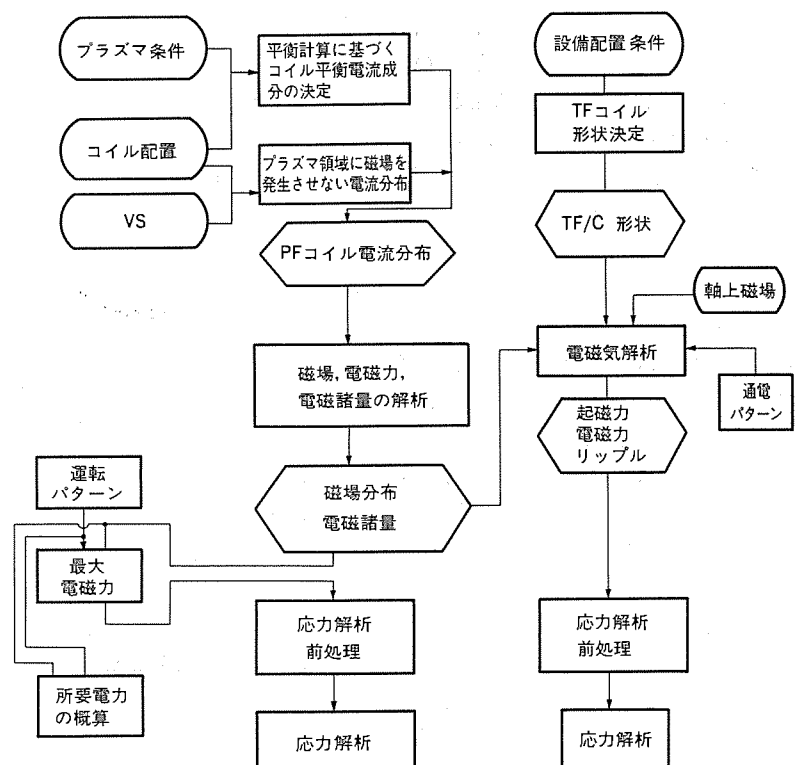 プラズマ条件
平衡計算に基づく
コイル平衡電流成
分の決定
コイル配置
プラズマ領域に磁場を
発生させない電流分布
VS
PFコイル電流分布
磁場,電磁力,
電磁諸量の解析
磁場分布
電磁諸量
運転
パターン
最大
電磁力
所要電力
の概算
応力解析
前処理
応力解析
設備配置条件
TFコイル
形状決定
TF/C 形状
軸上磁場
電磁気解析
通電
パターン
起磁力
電磁力
リップル
応力解析
前処理
応力解析